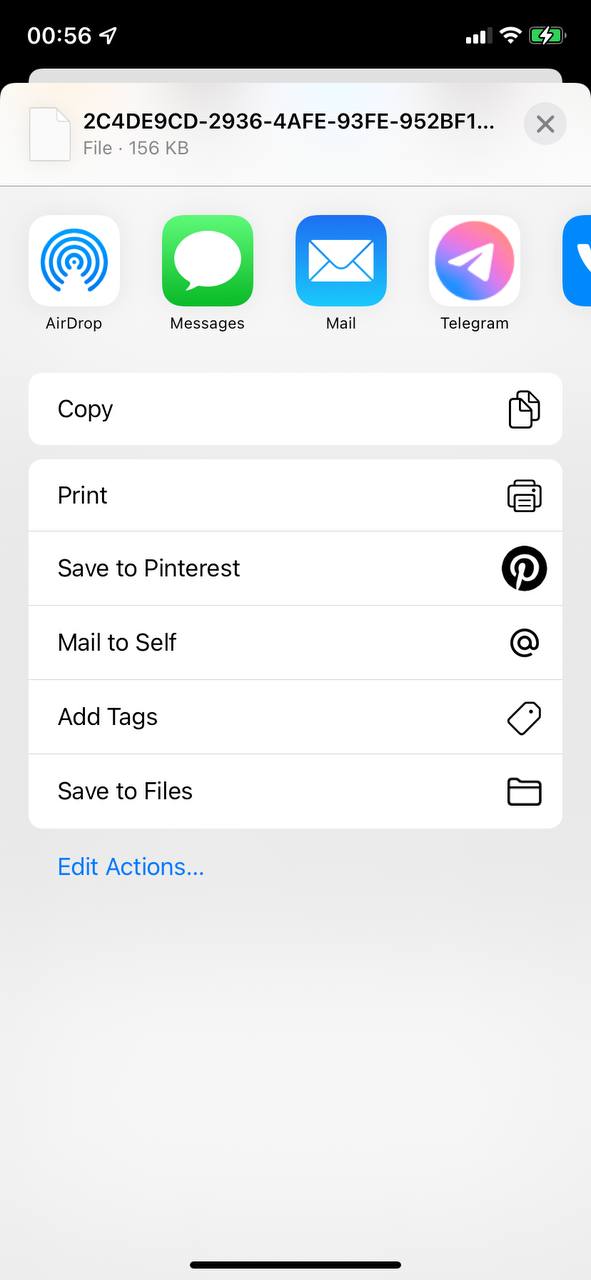 00:56
2C4DE9CD-2936-4AFE-93FE-952BF1...
File · 156 KB
AirDrop
Messages
Mail
Telegram
Copy
Print
Save to Pinterest
Mail to Self
Add Tags
Save to Files
Edit Actions...